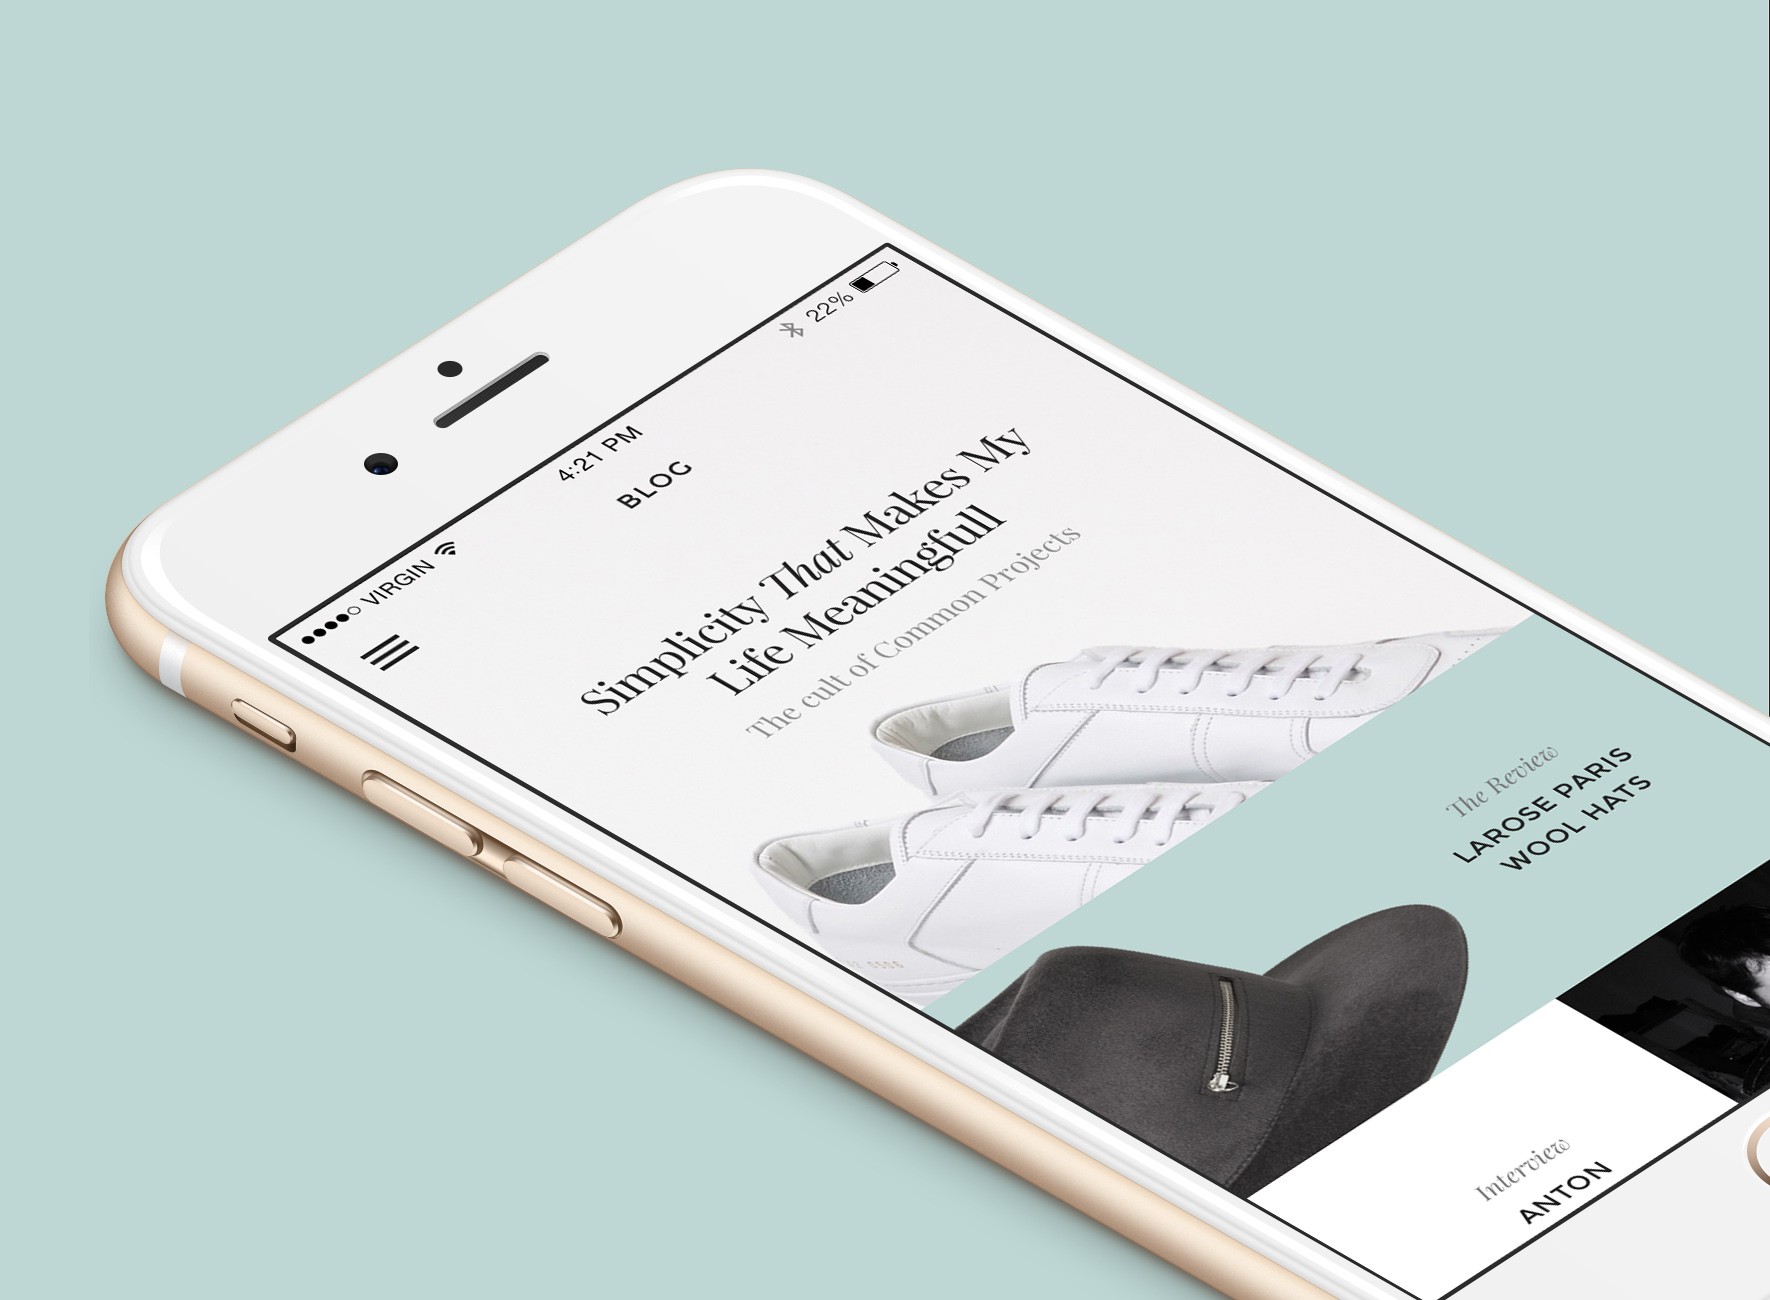 VIRGIN
4:21 PM
22%
BLOG
Simplicity That Makes My
Life Meaningfull
The cult of Common Projects
The Review
LAROSE PARIS
WOOL HATS
Interview
ANTON